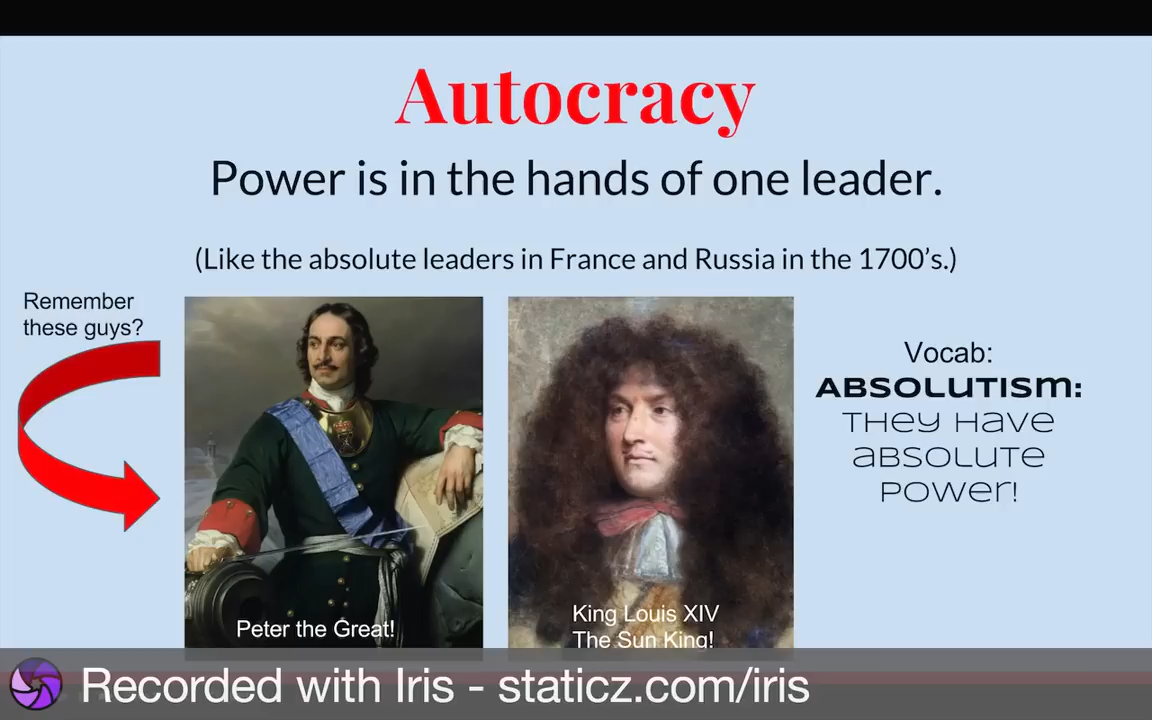 Autocracy
Power is in the hands of one leader.
(Like the absolute leaders in France and Russia in the 1700's.)
Remember
these guys?
Peter the Great!
King Louis XIV
The Sun King!
Vocab:
ABSOLUTISM:
They have
absolute
power!
Recorded with Iris - staticz.com/iris